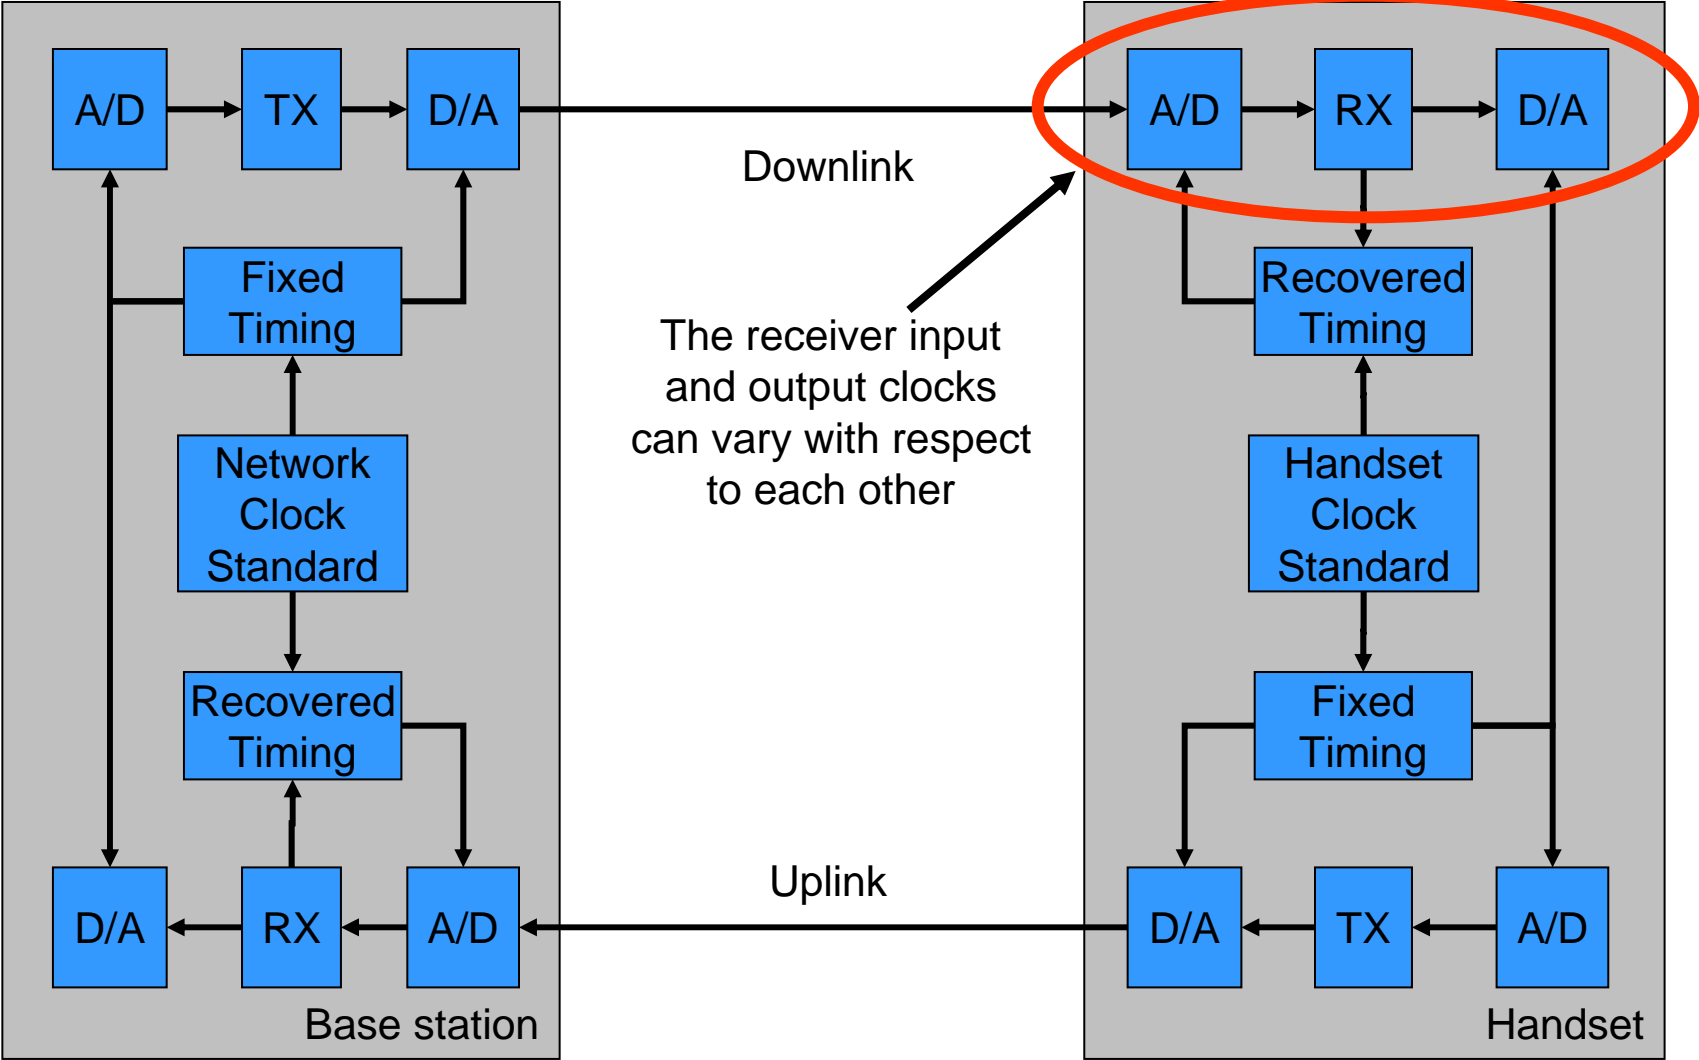 A/D
TX
D/A
A/D
RX
D/A
Downlink
Fixed
Timing
Recovered
Timing
The receiver input
and output clocks
can vary with respect
to each other
Network
Clock
Standard
Handset
Clock
Standard
Recovered
Timing
Fixed
Timing
Uplink
D/A
RX
A/D
D/A
TX
A/D
Base station
Handset